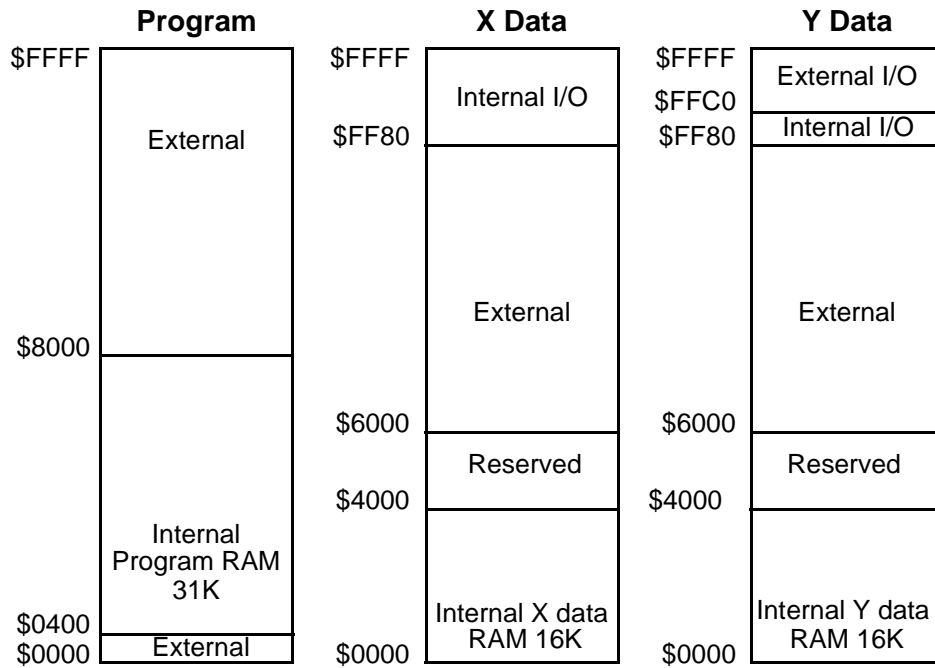 Program
$FFFF
External
$8000
Internal
Program RAM
31K
$0400
External
$0000
X Data
$FFFF
Internal I/O
$FF80
External
$6000
Reserved
$4000
Internal X data
RAM 16K
$0000
Y Data
$FFFF
External I/O
$FFC0
Internal I/O
$FF80
External
$6000
Reserved
$4000
Internal Y data
RAM 16K
$0000